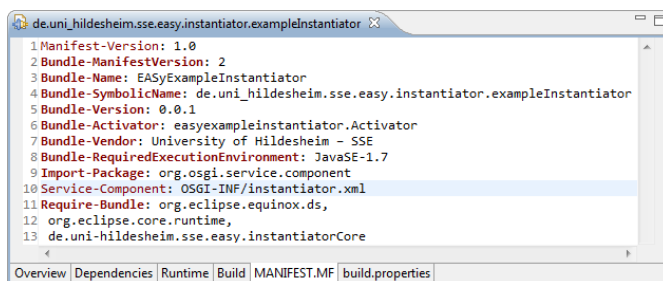 de.uni_hildesheim.sse.easy.instantiator.exampleInstantiator
1 Manifest-Version: 1.0
2 Bundle-ManifestVersion: 2
3 Bundle-Name: EASyExampleInstantiator
4 Bundle-SymbolicName: de.uni_hildesheim.sse.easy.instantiator.exampleInstantiator
5 Bundle-Version: 0.0.1
6 Bundle-Activator: easyexampleinstantiator.Activator
7 Bundle-Vendor: University of Hildesheim – SSE
8 Bundle-RequiredExecutionEnvironment: JavaSE-1.7
9 Import-Package: org.osgi.service.component
10 Service-Component: OSGI-INF/instantiator.xml
11 Require-Bundle: org.eclipse.equinox.ds,
12 org.eclipse.core.runtime,
13 de.uni-hildesheim.sse.easy.instantiatorCore
Overview Dependencies Runtime Build MANIFEST.MF build.properties